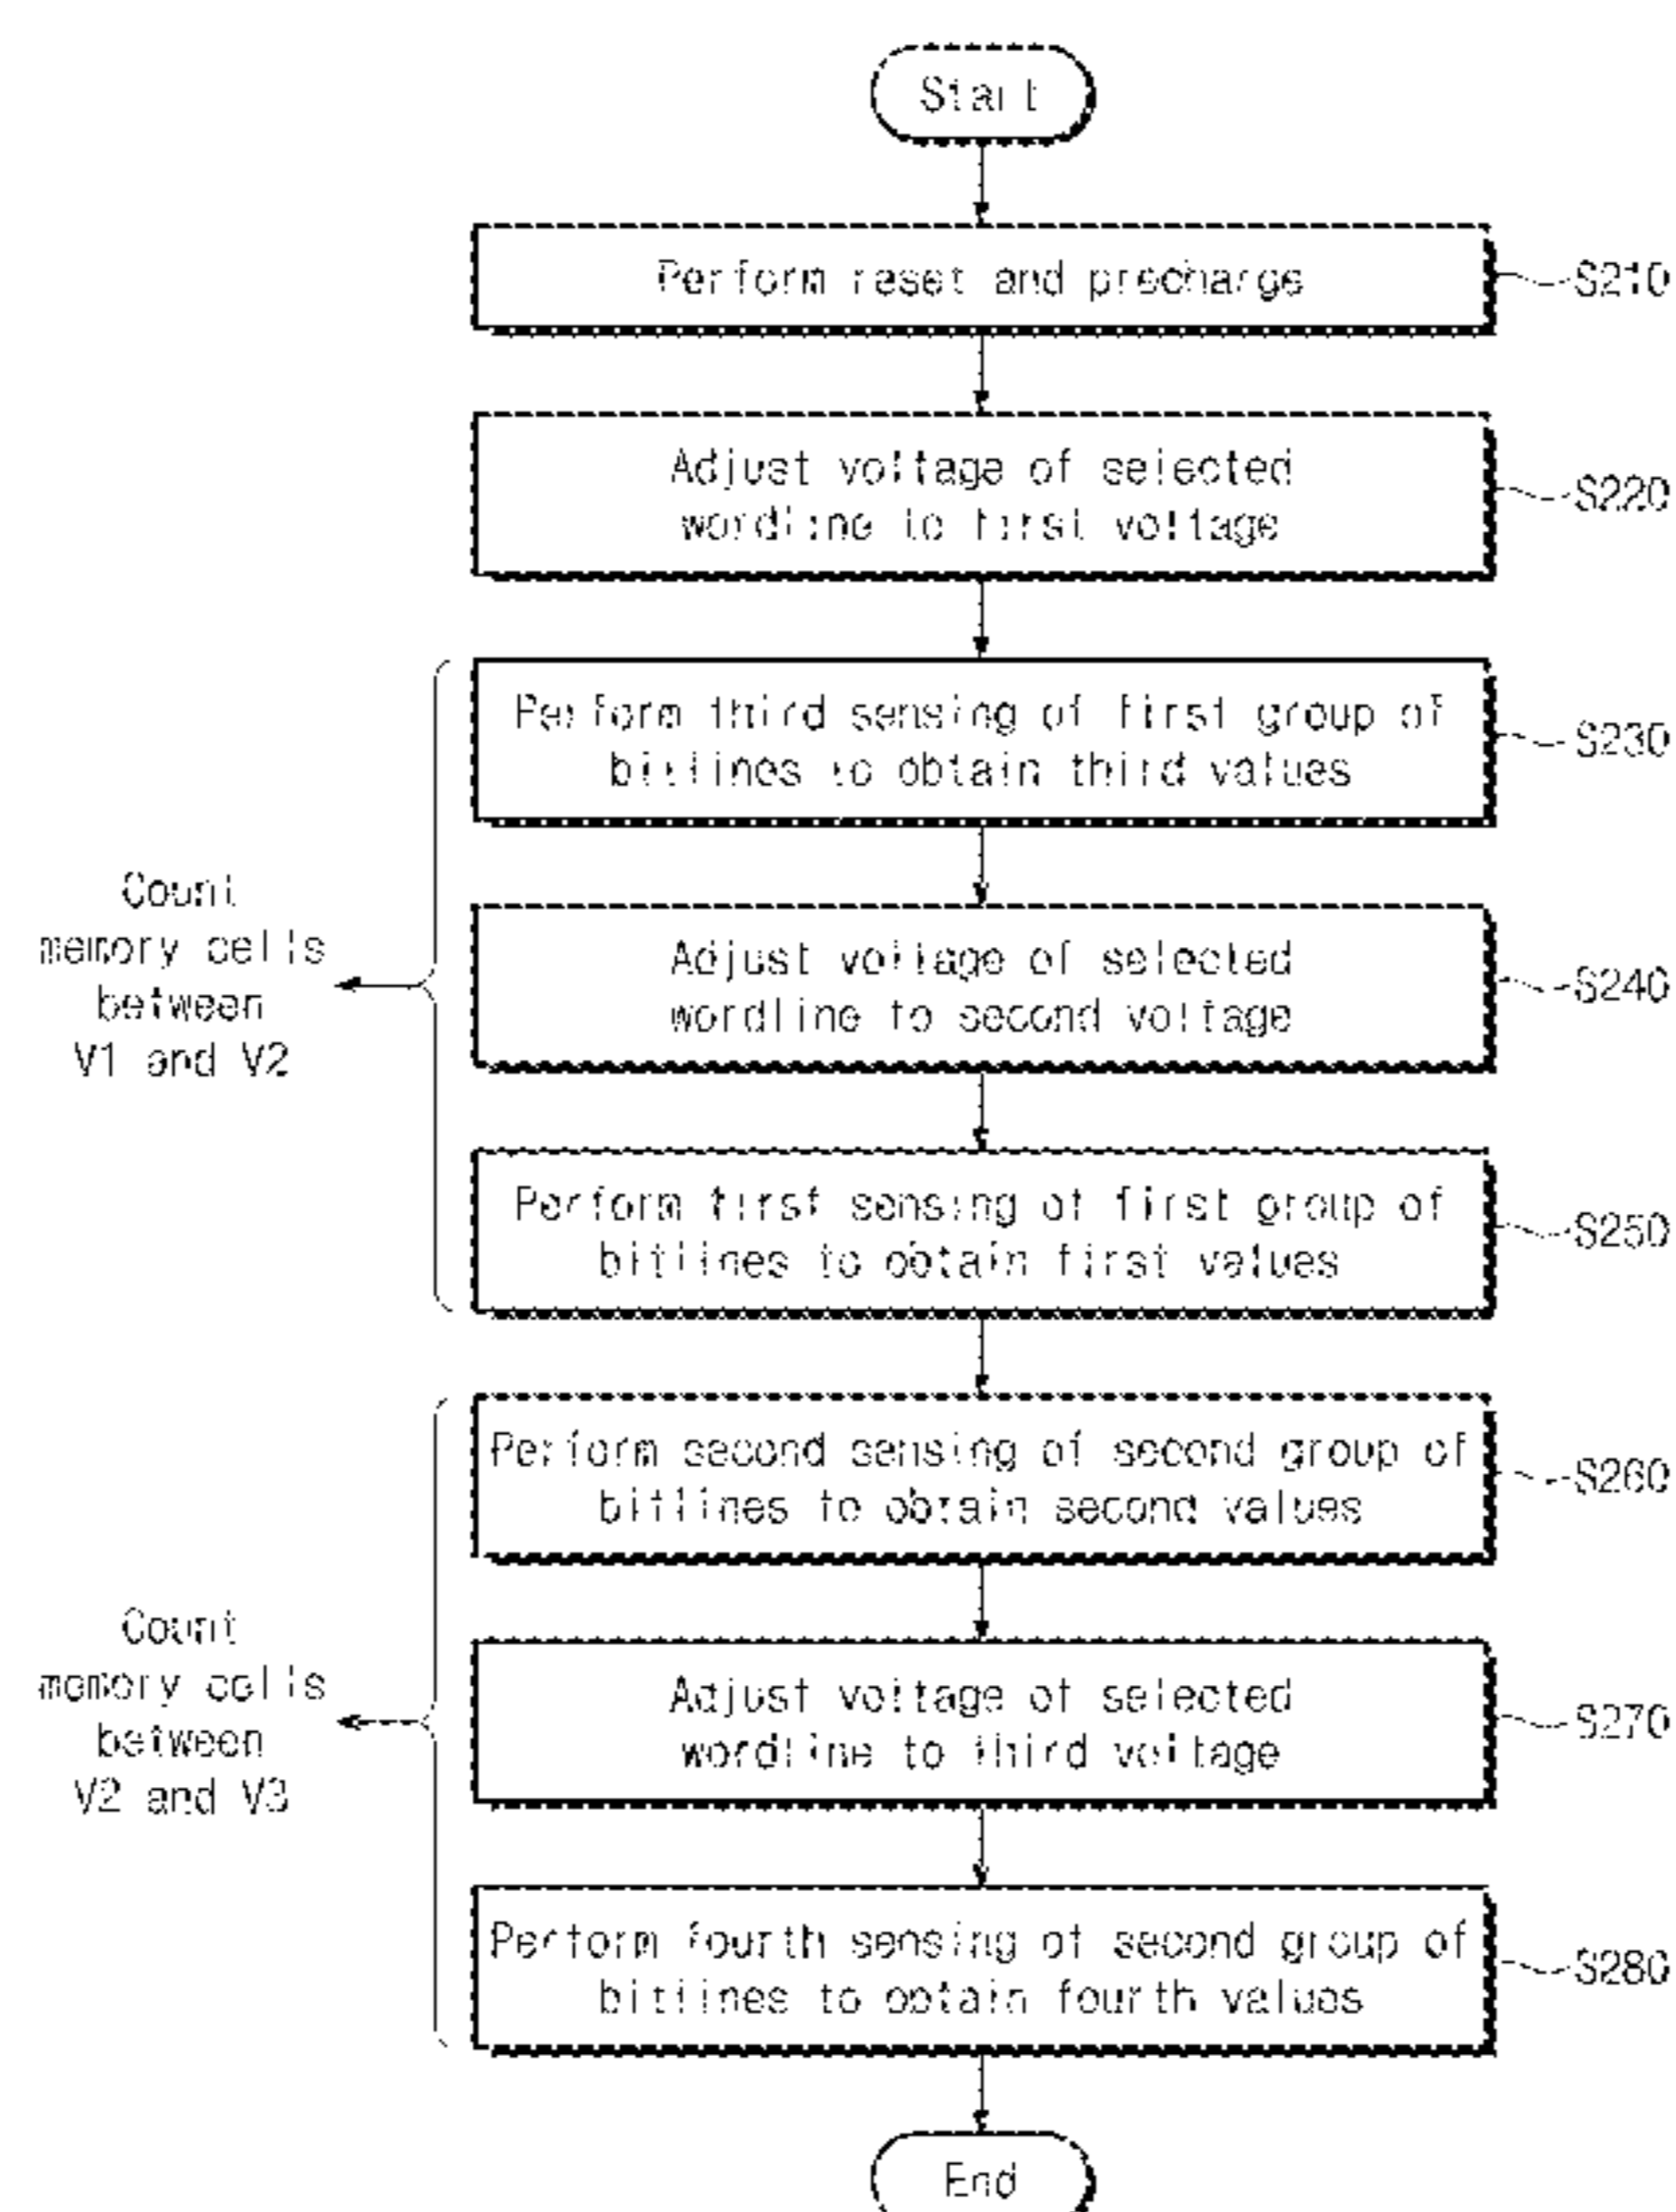 Start
Perform reset and precharge
S210
Adjust voltage of selected
wordline to first voltage
S220
Perform third sensing of first group of
bitlines to obtain third values
S230
Count
memory cells
between
V1 and V2
Adjust voltage of selected
wordline to second voltage
S240
Perform first sensing of first group of
bitlines to obtain first values
S250
Perform second sensing of second group of
bitlines to obtain second values
S260
Count
memory cells
between
V2 and V3
Adjust voltage of selected
wordline to third voltage
S270
Perform fourth sensing of second group of
bitlines to obtain fourth values
S280
End